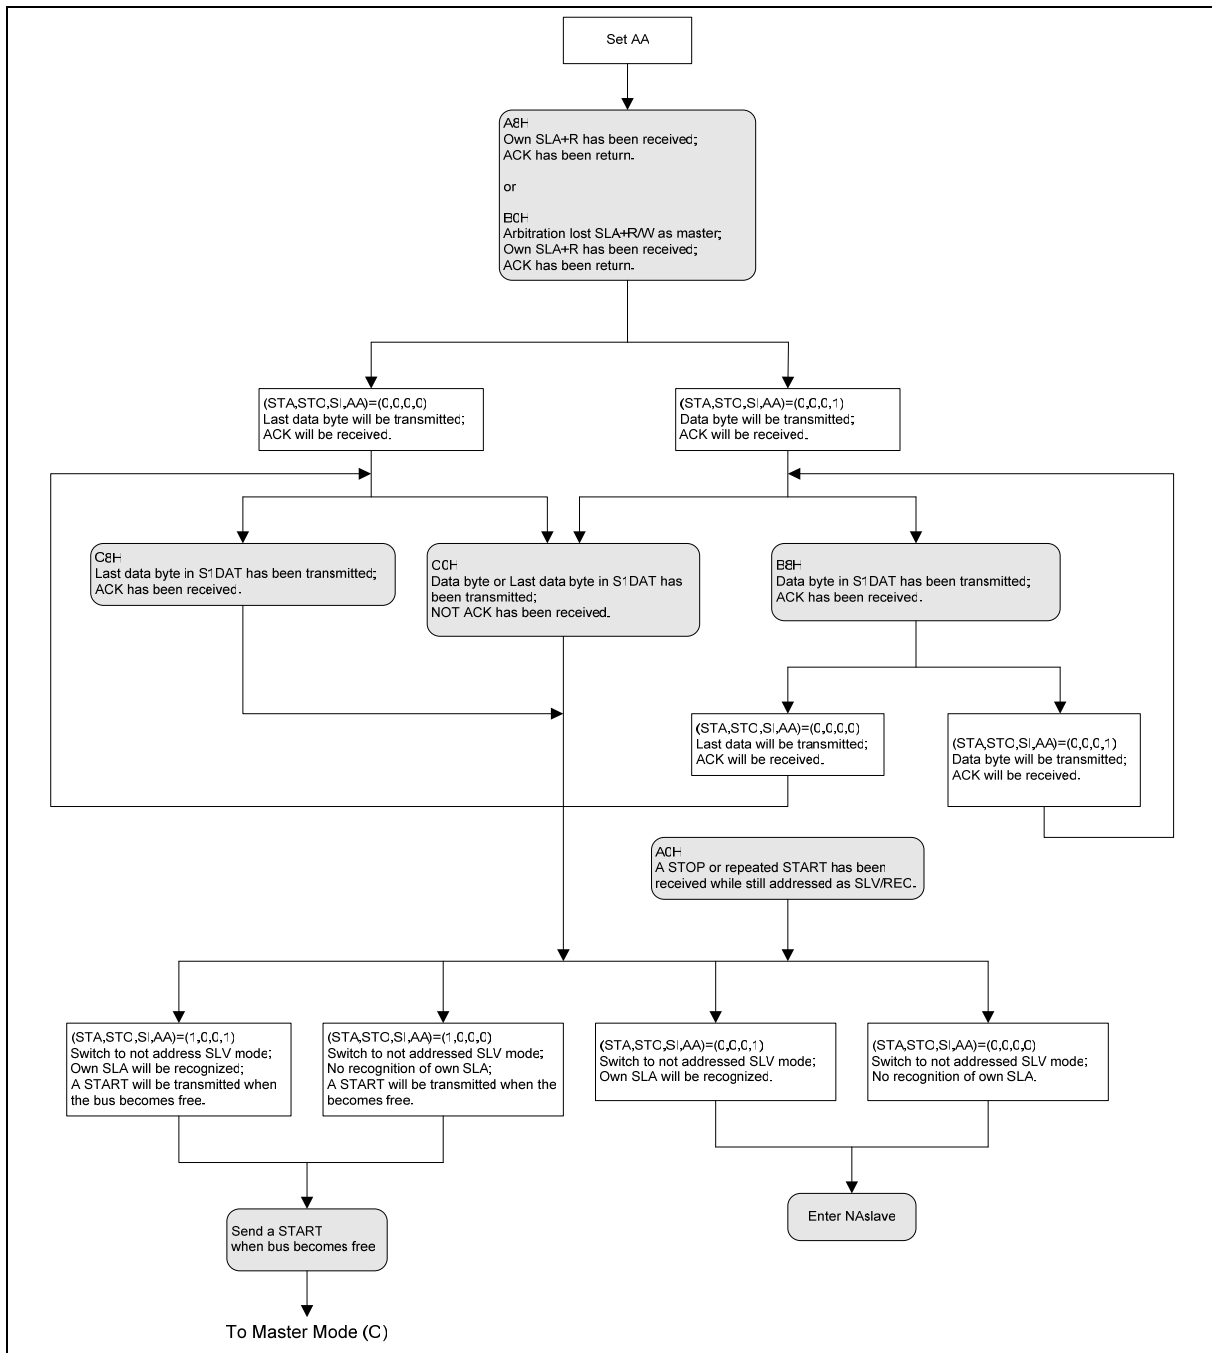 Set AA
A8H
Own SLA+R has been received;
ACK has been return.
or
B0H
Arbitration lost SLA+R/W as master;
Own SLA+R has been received;
ACK has been return.
(STA,STO,SI,AA)=(0,0,0,0)
Last data byte will be transmitted;
ACK will be received.
(STA,STO,SI,AA)=(0,0,0,1)
Data byte will be transmitted;
ACK will be received.
C8H
Last data byte in S1DAT has been transmitted;
ACK has been received.
C0H
Data byte or Last data byte in S1DAT has
been transmitted;
NOT ACK has been received.
B8H
Data byte in S1DAT has been transmitted;
ACK has been received.
(STA,STO,SI,AA)=(0,0,0,0)
Last data will be transmitted;
ACK will be received.
(STA,STO,SI,AA)=(0,0,0,1)
Data byte will be transmitted;
ACK will be received.
A0H
A STOP or repeated START has been
received while still addressed as SLV/REC.
(STA,STO,SI,AA)=(1,0,0,1)
Switch to not address SLV mode;
Own SLA will be recognized;
A START will be transmitted when
the bus becomes free.
(STA,STO,SI,AA)=(1,0,0,0)
Switch to not addressed SLV mode;
No recognition of own SLA;
A START will be transmitted when the
becomes free.
(STA,STO,SI,AA)=(0,0,0,1)
Switch to not addressed SLV mode;
Own SLA will be recognized.
(STA,STO,SI,AA)=(0,0,0,0)
Switch to not addressed SLV mode;
No recognition of own SLA.
Send a START
when bus becomes free
Enter NAslave
To Master Mode (C)